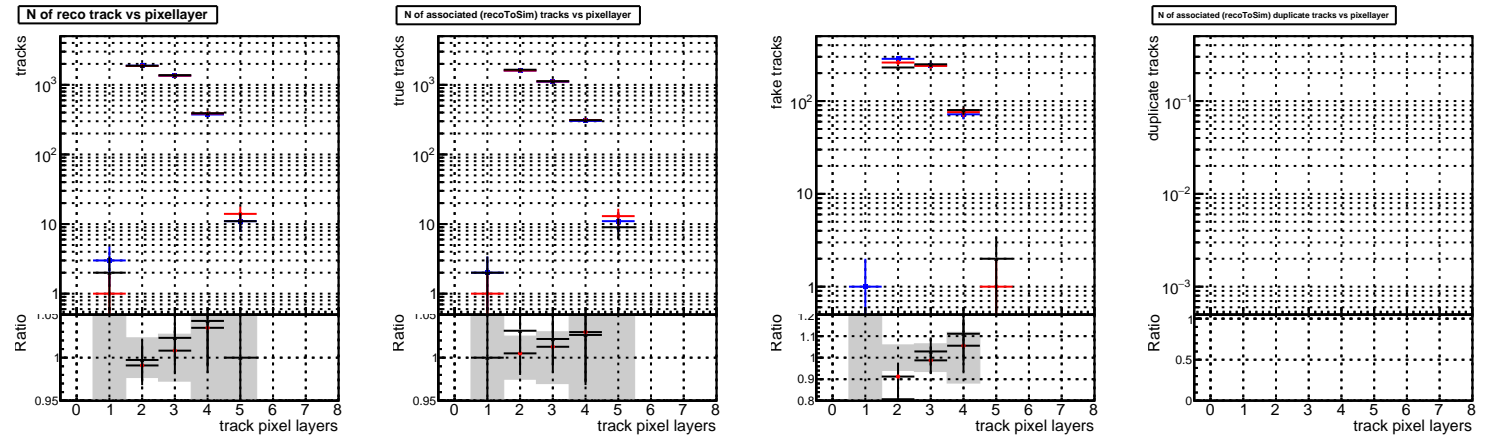 N of reco track vs pixellayer
tracks
10³
10²
10
1
Ratio
1.05
1
0.95
0 1 2 3 4 5 6 7 8
track pixel layers
N of associated (recoToSim) tracks vs pixellayer
true tracks
10³
10²
10
1
Ratio
1.05
1
0.95
0 1 2 3 4 5 6 7 8
track pixel layers
fake tracks
10²
10
1
Ratio
1.2
1.1
1
0.9
0.8
0 1 2 3 4 5 6 7 8
track pixel layers
N of associated (recoToSim) duplicate tracks vs pixellayer
duplicate tracks
10⁻¹
10⁻²
10⁻³
Ratio
1
0.5
0
0 1 2 3 4 5 6 7 8
track pixel layers